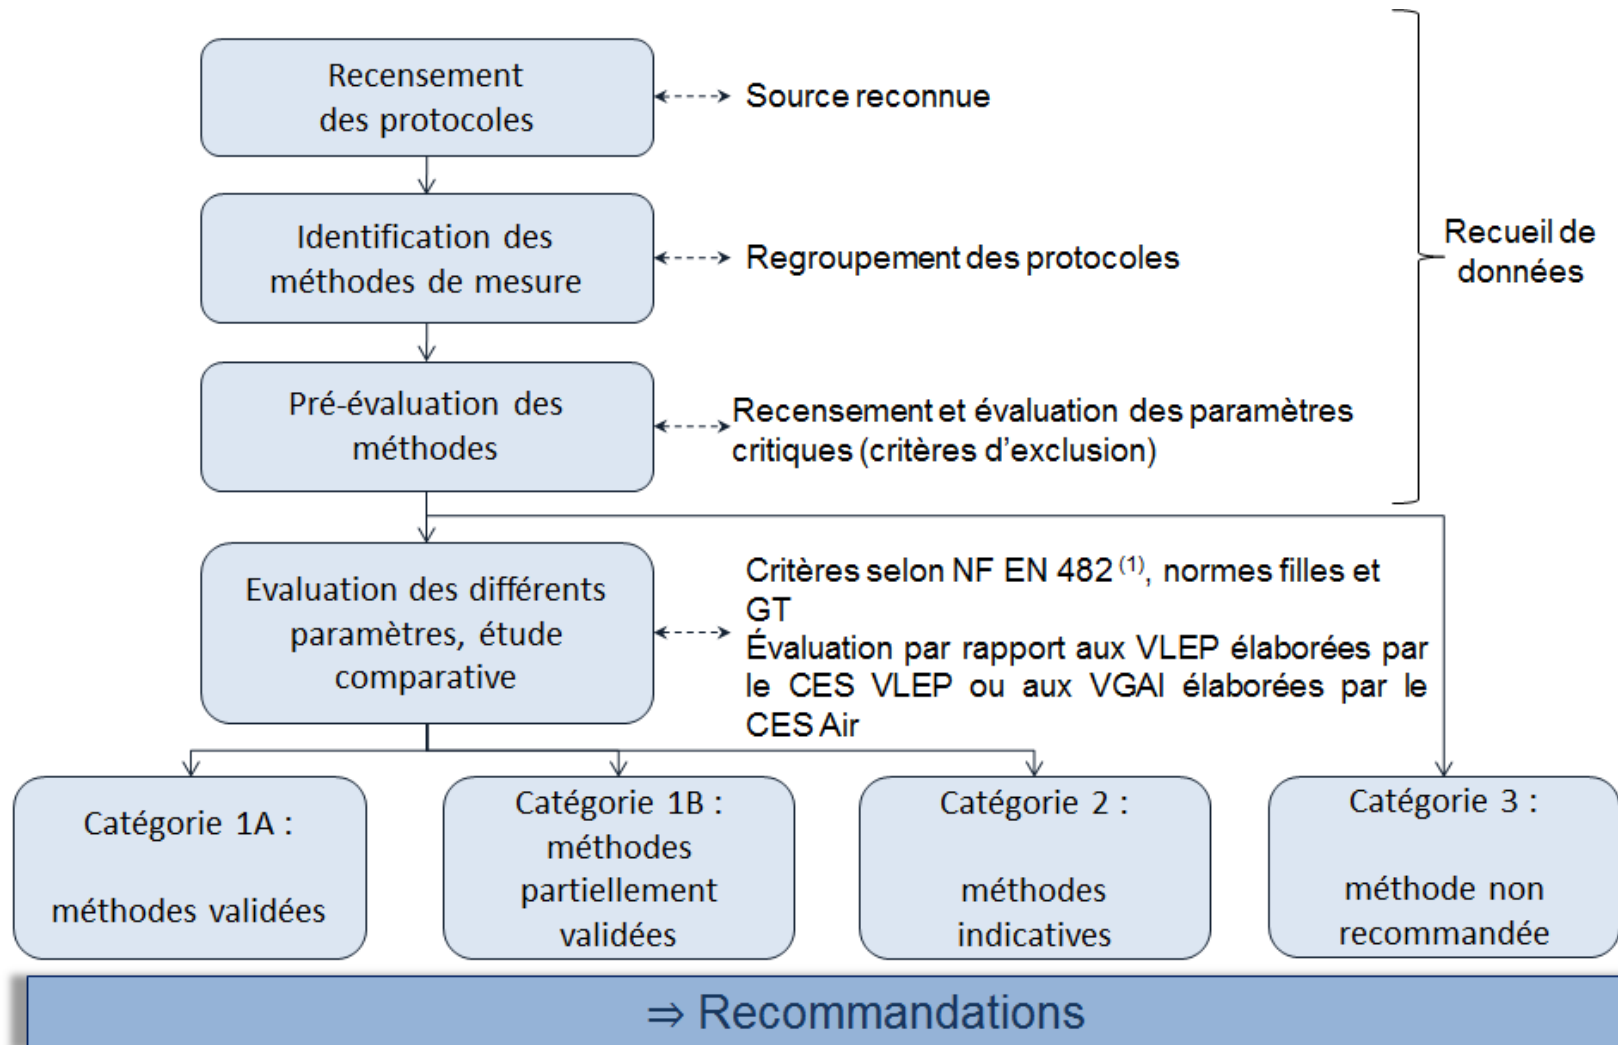 Recensement
des protocoles
Source reconnue
Identification des
méthodes de mesure
Regroupement des protocoles
Recueil de
données
Pré-évaluation des
méthodes
Recensement et évaluation des paramètres
critiques (critères d’exclusion)
Evaluation des différents
paramètres, étude
comparative
Critères selon NF EN 482 (1), normes filles et
GT
Évaluation par rapport aux VLEP élaborées par
le CES VLEP ou aux VGAI élaborées par le
CES Air
Catégorie 1A :
méthodes validées
Catégorie 1B :
méthodes
partiellement
validées
Catégorie 2 :
méthodes
indicatives
Catégorie 3 :
méthode non
recommandée
⇒ Recommandations